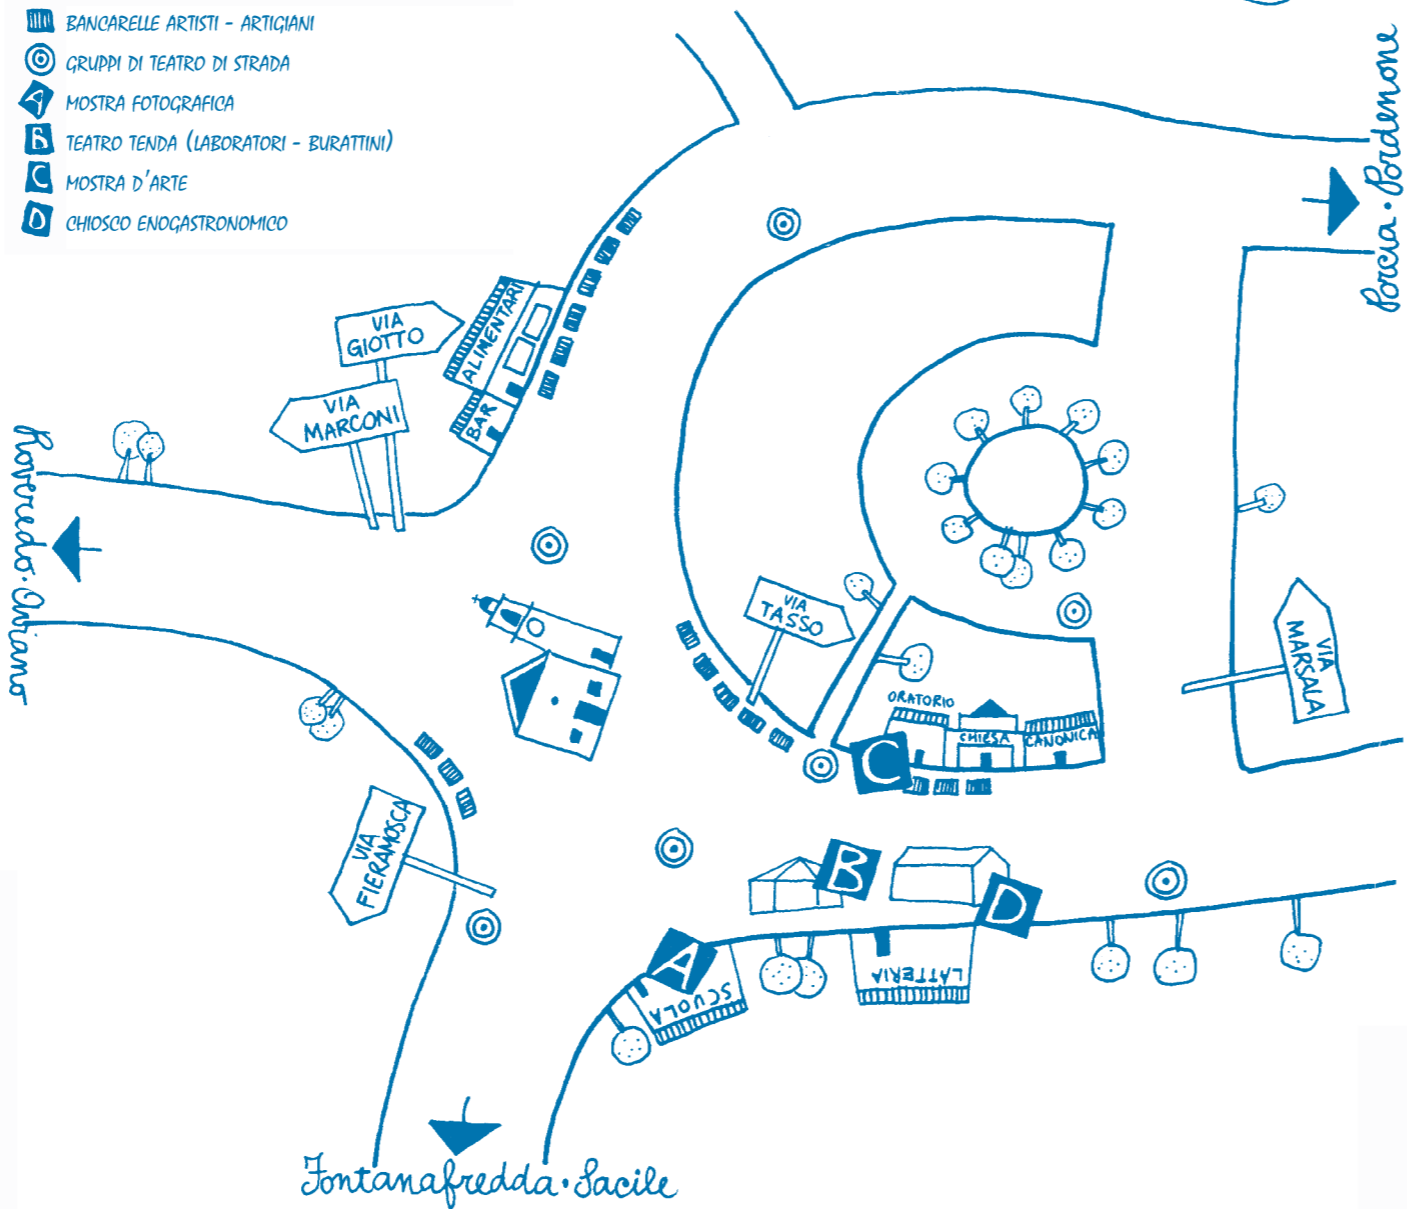 BANCARELLE ARTISTI - ARTIGIANI
GRUPPI DI TEATRO DI STRADA
A MOSTRA FOTOGRAFICA
B TEATRO TENDA (LABORATORI - BURATTINI)
C MOSTRA D'ARTE
D CHIOSCO ENOGASTRONOMICO
Porcia • Pordenone
ALIMENTARI
BAR
VIA
GIOTTO
VIA
MARCONI
Roveredo • Aviano
VIA
TASSO
VIA
MARSALA
ORATORIO
CHIESA
CANONICA
C
VIA
FIERAMOSCA
B
D
A
SCUOLA
LATTERIA
Fontanafredda • Sacile